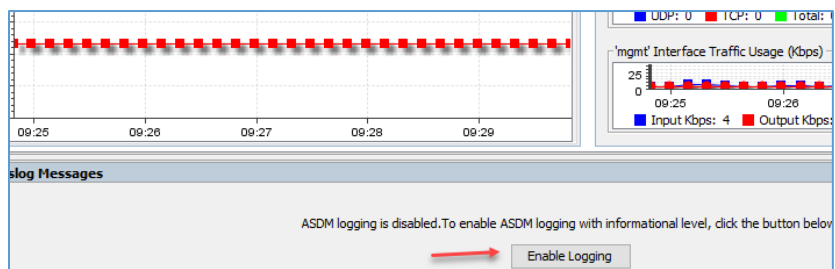 UDP: 0 TCP: 0 Total:
'mgmt' Interface Traffic Usage (Kbps)
25
0
09:25 09:26
Input Kbps: 4 Output Kbps:
09:25 09:26 09:27 09:28 09:29
slog Messages
ASDM logging is disabled.To enable ASDM logging with informational level, click the button below
Enable Logging